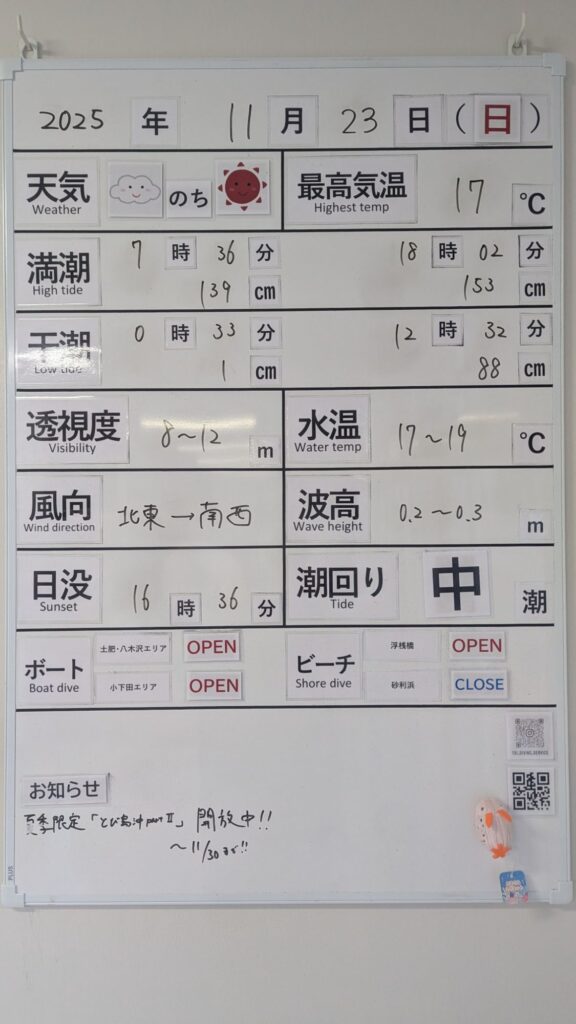 2025 年 11 月 23 日 (日)
天気 のち
Weather
最高気温 17 ℃
Highest temp
満潮 7 時 36 分 18 時 02 分
High tide 139 cm 153 cm
干潮 0 時 33 分 12 時 32 分
Low tide 1 cm 88 cm
透視度 8〜12 m
Visibility
水温 17〜19 ℃
Water temp
風向 北東→南西
Wind direction
波高 0.2〜0.3 m
Wave height
日没 16 時 36 分
Sunset
潮回り 中 潮
Tide
ボート 土肥・八木沢エリア OPEN
Boat dive 小下田エリア OPEN
ビーチ 浮桟橋 OPEN
Shore dive 砂利浜 CLOSE
お知らせ
夏季限定「とび島沖partⅡ」開放中!!
〜11/30まで!!
PLUS